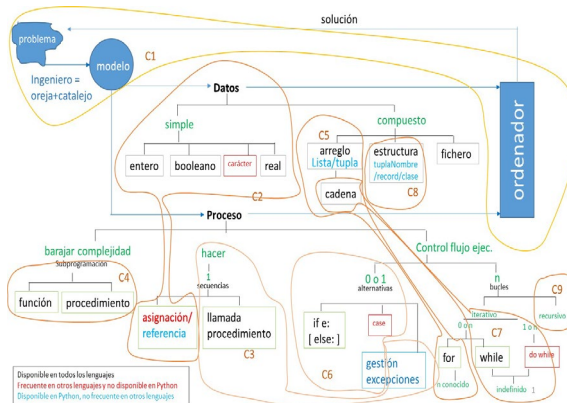 solución
problema
C1
modelo
Ingeniero =
oreja+catalejo
Datos
ordenador
simple
compuesto
C5
arreglo
Lista/tupla
estructura
tuplaNombre
/record/clase
fichero
entero
booleano
carácter
real
cadena
C2
C8
Proceso
barajar complejidad
Subprogramación
hacer
1
secuencias
Control flujo ejec.
C4
0 o 1
alternativas
n
bucles
C9
función
procedimiento
iterativo
recursivo
asignación/
referencia
llamada
procedimiento
if e:
[ else: ]
case
0 o n
C7
1 o n
C3
for
while
do while
C6
gestión
excepciones
n conocido
indefinido
1
Disponible en todos los lenguajes
Frecuente en otros lenguajes y no disponible en Python
Disponible en Python, no frecuente en otros lenguajes